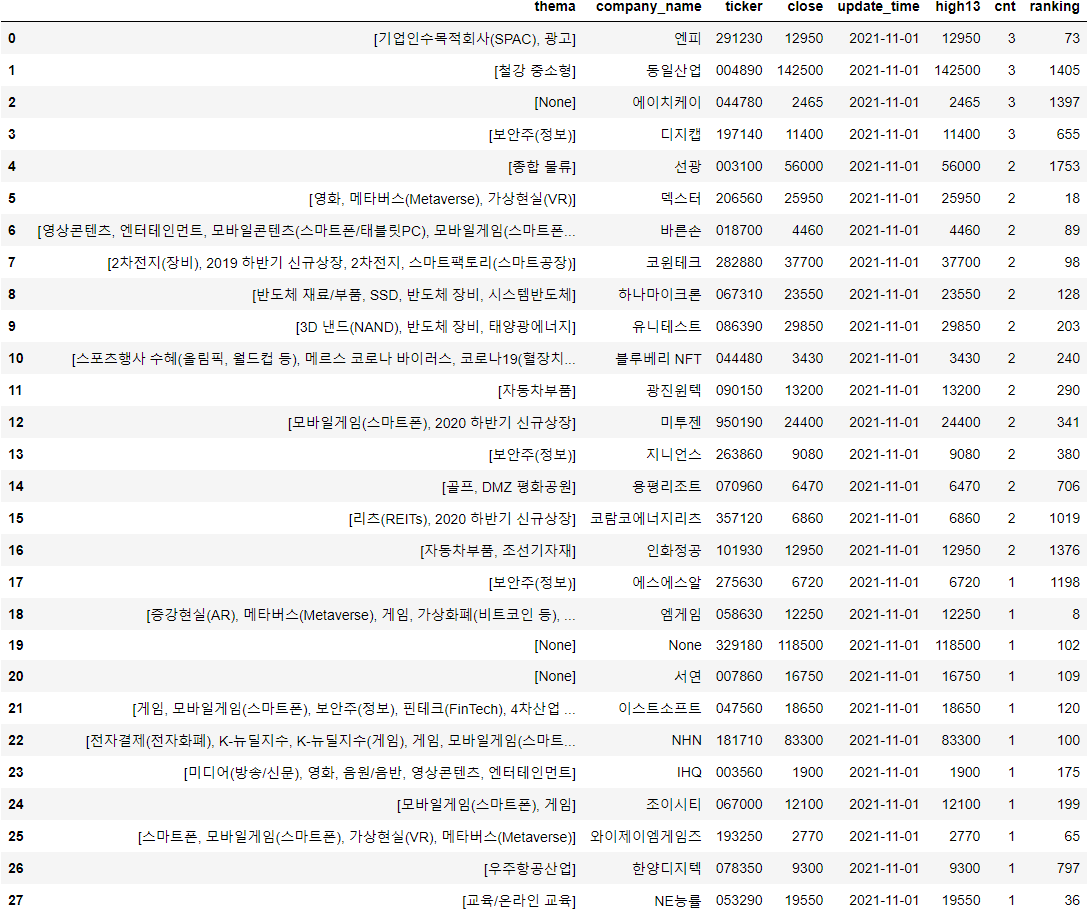 thema company_name ticker close update_time high13 cnt ranking
0 [기업인수목적회사(SPAC), 광고] 엔피 291230 12950 2021-11-01 12950 3 73
1 [철강 중소형] 동일산업 004890 142500 2021-11-01 142500 3 1405
2 [None] 에이치케이 044780 2465 2021-11-01 2465 3 1397
3 [보안주(정보)] 디지캡 197140 11400 2021-11-01 11400 3 655
4 [종합 물류] 선광 003100 56000 2021-11-01 56000 2 1753
5 [영화, 메타버스(Metaverse), 가상현실(VR)] 덱스터 206560 25950 2021-11-01 25950 2 18
6 [영상콘텐츠, 엔터테인먼트, 모바일콘텐츠(스마트폰/태블릿PC), 모바일게임(스마트폰... 바른손 018700 4460 2021-11-01 4460 2 89
7 [2차전지(장비), 2019 하반기 신규상장, 2차전지, 스마트팩토리(스마트공장)] 코윈테크 282880 37700 2021-11-01 37700 2 98
8 [반도체 재료/부품, SSD, 반도체 장비, 시스템반도체] 하나마이크론 067310 23550 2021-11-01 23550 2 128
9 [3D 낸드(NAND), 반도체 장비, 태양광에너지] 유니테스트 086390 29850 2021-11-01 29850 2 203
10 [스포츠행사 수혜(올림픽, 월드컵 등), 메르스 코로나 바이러스, 코로나19(혈장치... 블루베리 NFT 044480 3430 2021-11-01 3430 2 240
11 [자동차부품] 광진윈텍 090150 13200 2021-11-01 13200 2 290
12 [모바일게임(스마트폰), 2020 하반기 신규상장] 미투젠 950190 24400 2021-11-01 24400 2 341
13 [보안주(정보)] 지니언스 263860 9080 2021-11-01 9080 2 380
14 [골프, DMZ 평화공원] 용평리조트 070960 6470 2021-11-01 6470 2 706
15 [리츠(REITs), 2020 하반기 신규상장] 코람코에너지리츠 357120 6860 2021-11-01 6860 2 1019
16 [자동차부품, 조선기자재] 인화정공 101930 12950 2021-11-01 12950 2 1376
17 [보안주(정보)] 에스에스알 275630 6720 2021-11-01 6720 1 1198
18 [증강현실(AR), 메타버스(Metaverse), 게임, 가상화폐(비트코인 등), ... 엠게임 058630 12250 2021-11-01 12250 1 8
19 [None] None 329180 118500 2021-11-01 118500 1 102
20 [None] 서연 007860 16750 2021-11-01 16750 1 109
21 [게임, 모바일게임(스마트폰), 보안주(정보), 핀테크(FinTech), 4차산업 ... 이스트소프트 047560 18650 2021-11-01 18650 1 120
22 [전자결제(전자화폐), K-뉴딜지수, K-뉴딜지수(게임), 게임, 모바일게임(스마트... NHN 181710 83300 2021-11-01 83300 1 100
23 [미디어(방송/신문), 영화, 음원/음반, 영상콘텐츠, 엔터테인먼트] IHQ 003560 1900 2021-11-01 1900 1 175
24 [모바일게임(스마트폰), 게임] 조이시티 067000 12100 2021-11-01 12100 1 199
25 [스마트폰, 모바일게임(스마트폰), 가상현실(VR), 메타버스(Metaverse)] 와이제이엠게임즈 193250 2770 2021-11-01 2770 1 65
26 [우주항공산업] 한양디지텍 078350 9300 2021-11-01 9300 1 797
27 [교육/온라인 교육] NE능률 053290 19550 2021-11-01 19550 1 36